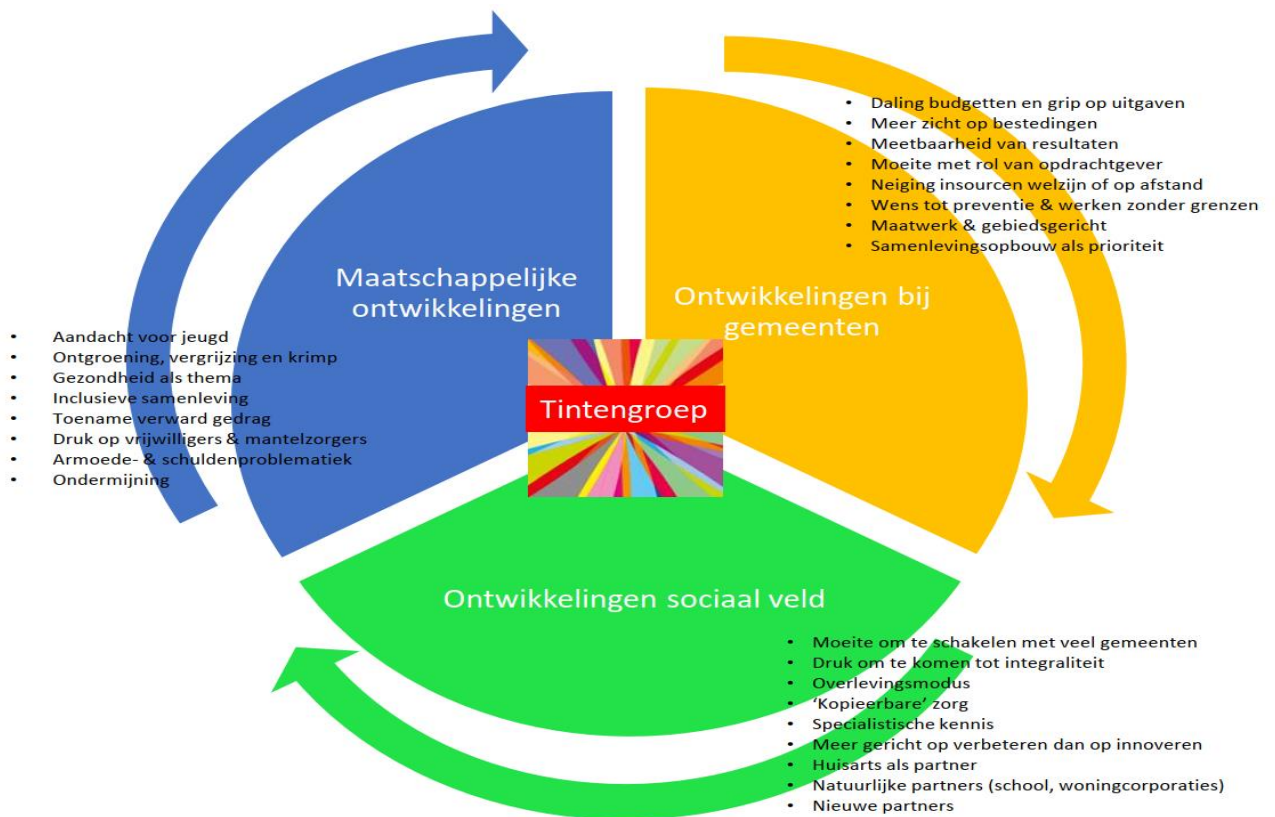 • Daling budgetten en grip op uitgaven
• Meer zicht op bestedingen
• Meetbaarheid van resultaten
• Moeite met rol van opdrachtgever
• Neiging insourcen welzijn of op afstand
• Wens tot preventie & werken zonder grenzen
• Maatwerk & gebiedsgericht
• Samenlevingsopbouw als prioriteit
Maatschappelijke
ontwikkelingen
Ontwikkelingen bij
gemeenten
• Aandacht voor jeugd
• Ontgroening, vergrijzing en krimp
• Gezondheid als thema
• Inclusieve samenleving
• Toename verward gedrag
• Druk op vrijwilligers & mantelzorgers
• Armoede- & schuldenproblematiek
• Ondermijning
Tintengroep
Ontwikkelingen sociaal veld
• Moeite om te schakelen met veel gemeenten
• Druk om te komen tot integraliteit
• Overlevingsmodus
• ‘Kopieerbare’ zorg
• Specialistische kennis
• Meer gericht op verbeteren dan op innoveren
• Huisarts als partner
• Natuurlijke partners (school, woningcorporaties)
• Nieuwe partners